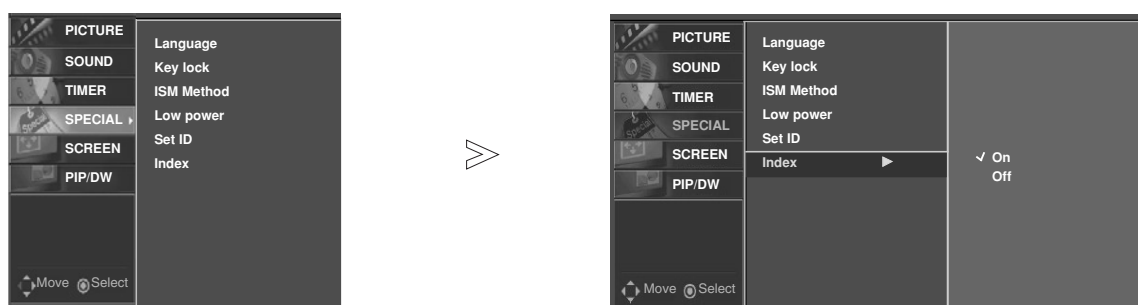 PICTURE
SOUND
TIMER
SPECIAL
SCREEN
PIP/DW
Move Select
Language
Key lock
ISM Method
Low power
Set ID
Index
PICTURE
SOUND
TIMER
SPECIAL
SCREEN
PIP/DW
Move Select
Language
Key lock
ISM Method
Low power
Set ID
Index
On
Off